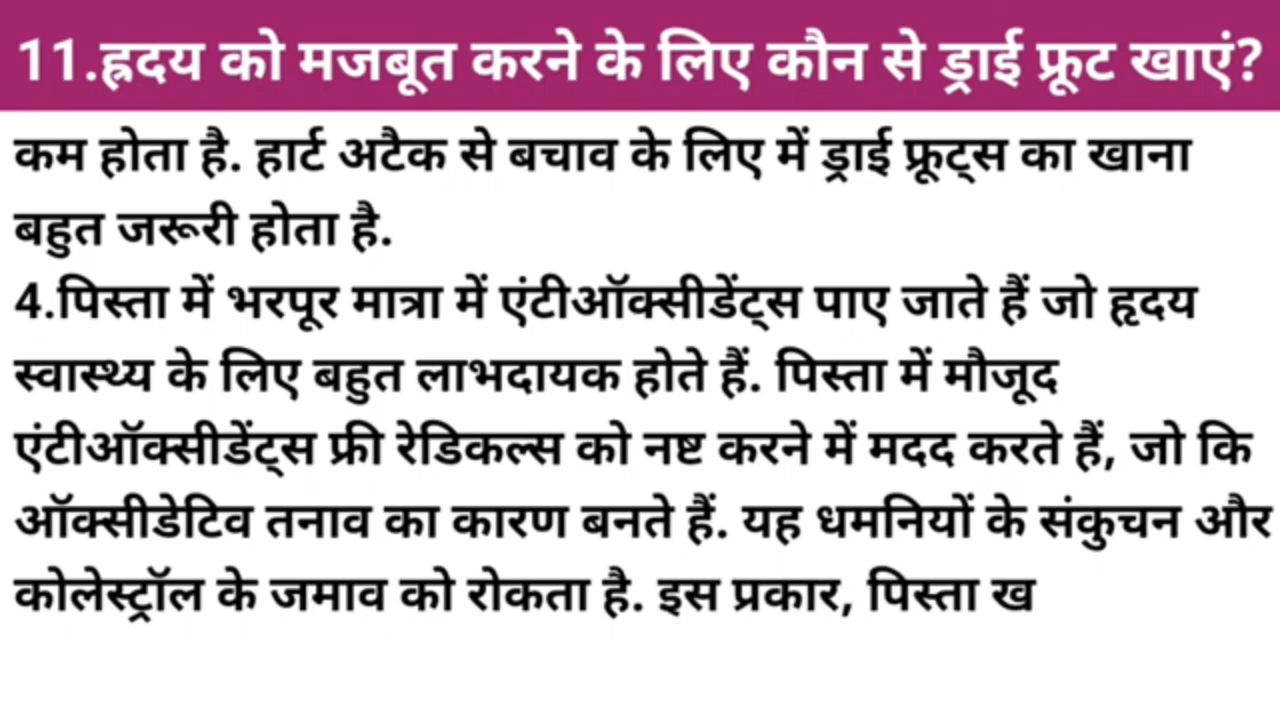 11.ह्रदय को मजबूत करने के लिए कौन से ड्राई फ्रूट खाएं?
कम होता है. हार्ट अटैक से बचाव के लिए में ड्राई फ्रूट्स का खाना
बहुत जरूरी होता है.
4.पिस्ता में भरपूर मात्रा में एंटीऑक्सीडेंट्स पाए जाते हैं जो हृदय
स्वास्थ्य के लिए बहुत लाभदायक होते हैं. पिस्ता में मौजूद
एंटीऑक्सीडेंट्स फ्री रेडिकल्स को नष्ट करने में मदद करते हैं, जो कि
ऑक्सीडेटिव तनाव का कारण बनते हैं. यह धमनियों के संकुचन और
कोलेस्ट्रॉल के जमाव को रोकता है. इस प्रकार, पिस्ता ख